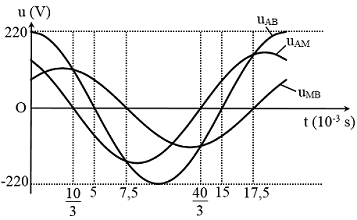 u (V)
220
u_AB
u_AM
u_MB
O
t (10⁻³ s)
-220
10/3
5
7,5
40/3
15
17,5